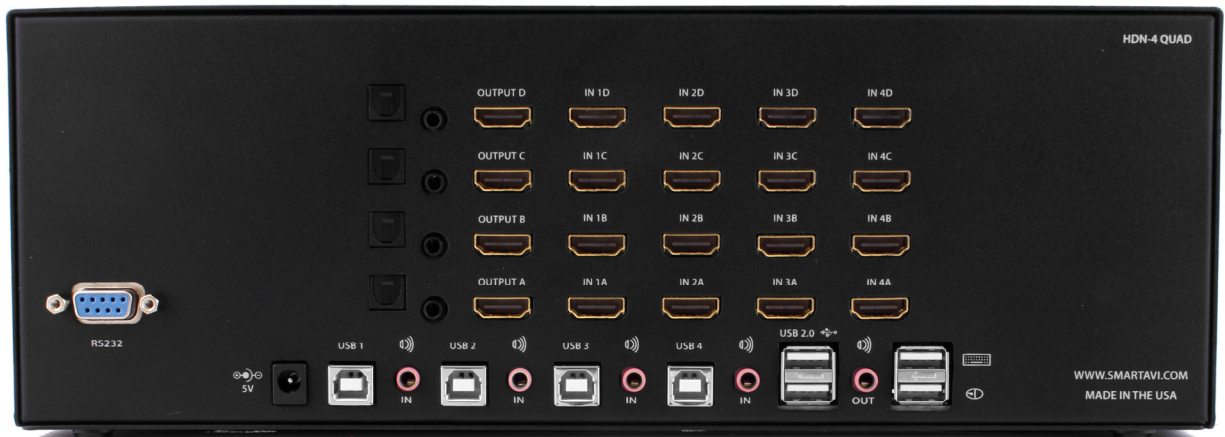 HDN-4 QUAD
OUTPUT D IN 1D IN 2D IN 3D IN 4D
OUTPUT C IN 1C IN 2C IN 3C IN 4C
OUTPUT B IN 1B IN 2B IN 3B IN 4B
OUTPUT A IN 1A IN 2A IN 3A IN 4A
RS232
USB 1 USB 2 USB 3 USB 4 USB 2.0
5V
IN IN IN IN OUT
WWW.SMARTAVI.COM
MADE IN THE USA